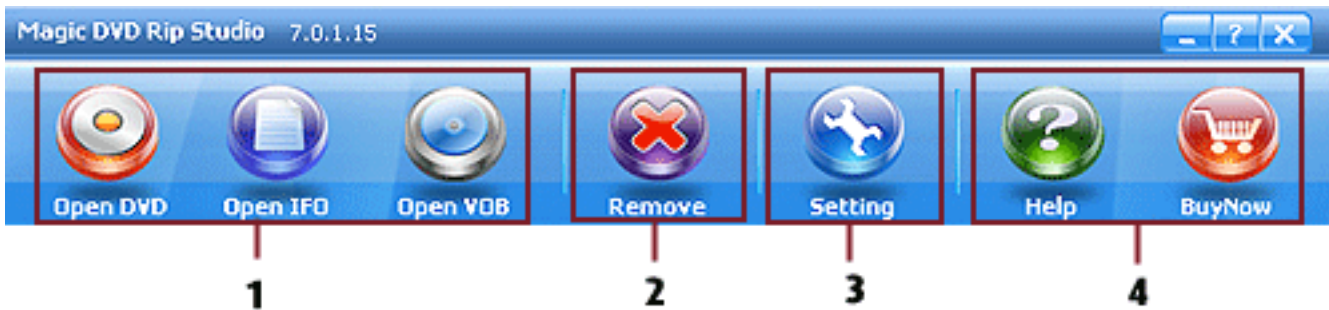 Magic DVD Rip Studio 7.0.1.15
Open DVD Open IFO Open VOB Remove Setting Help BuyNow
1 2 3 4